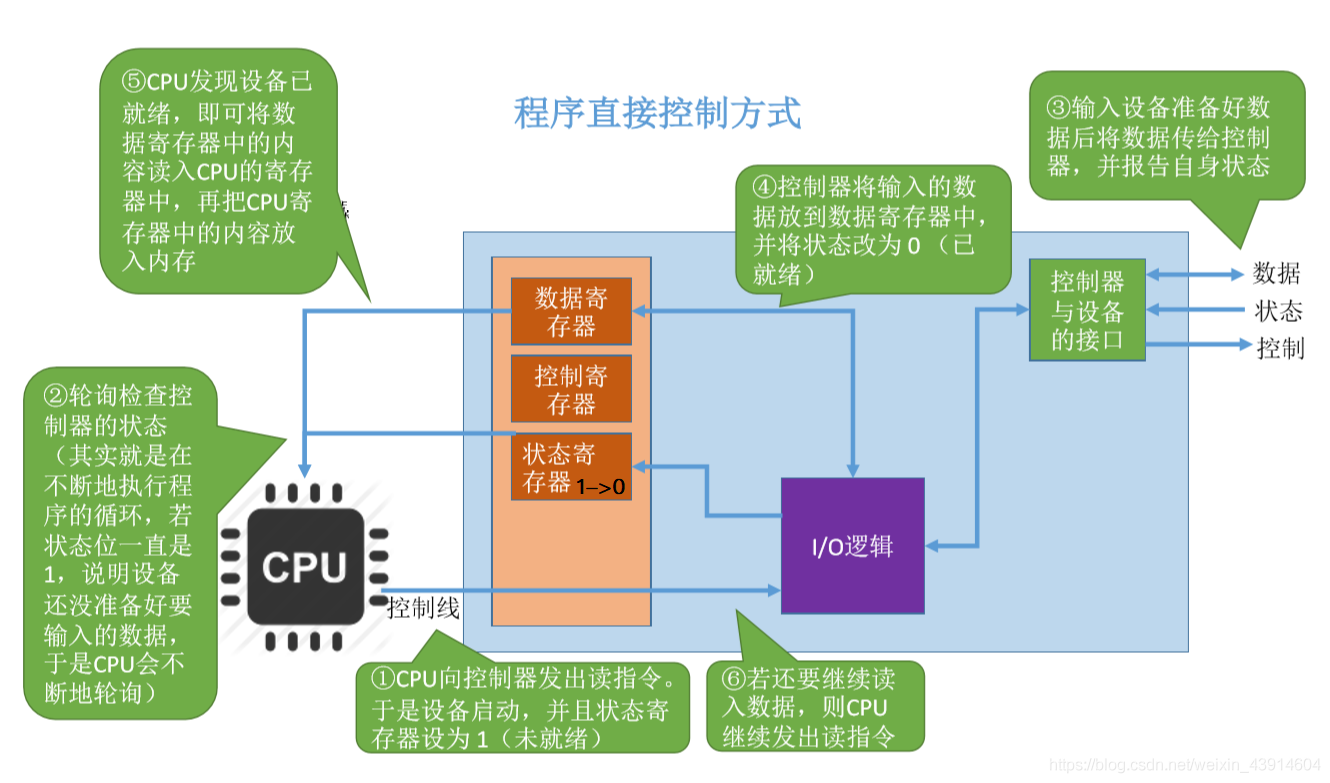 程序直接控制方式
⑤CPU发现设备已
就绪，即可将数
据寄存器中的内
容读入CPU的寄存
器中，再把CPU寄
存器中的内容放
入内存
③输入设备准备好数
据后将数据传给控制
器，并报告自身状态
④控制器将输入的数
据放到数据寄存器中，
并将状态改为 0 （已
就绪）
数据寄
存器
控制寄
存器
状态寄
存器 1–>0
控制器
与设备
的接口
数据
状态
控制
②轮询检查控
制器的状态
（其实就是在
不断地执行程
序的循环，若
状态位一直是
1，说明设备
还没准备好要
输入的数据，
于是CPU会不
断地轮询）
CPU
控制线
I/O逻辑
①CPU向控制器发出读指令。
于是设备启动，并且状态寄
存器设为 1（未就绪）
⑥若还要继续读
入数据，则CPU
继续发出读指令
https://blog.csdn.net/weixin_43914604